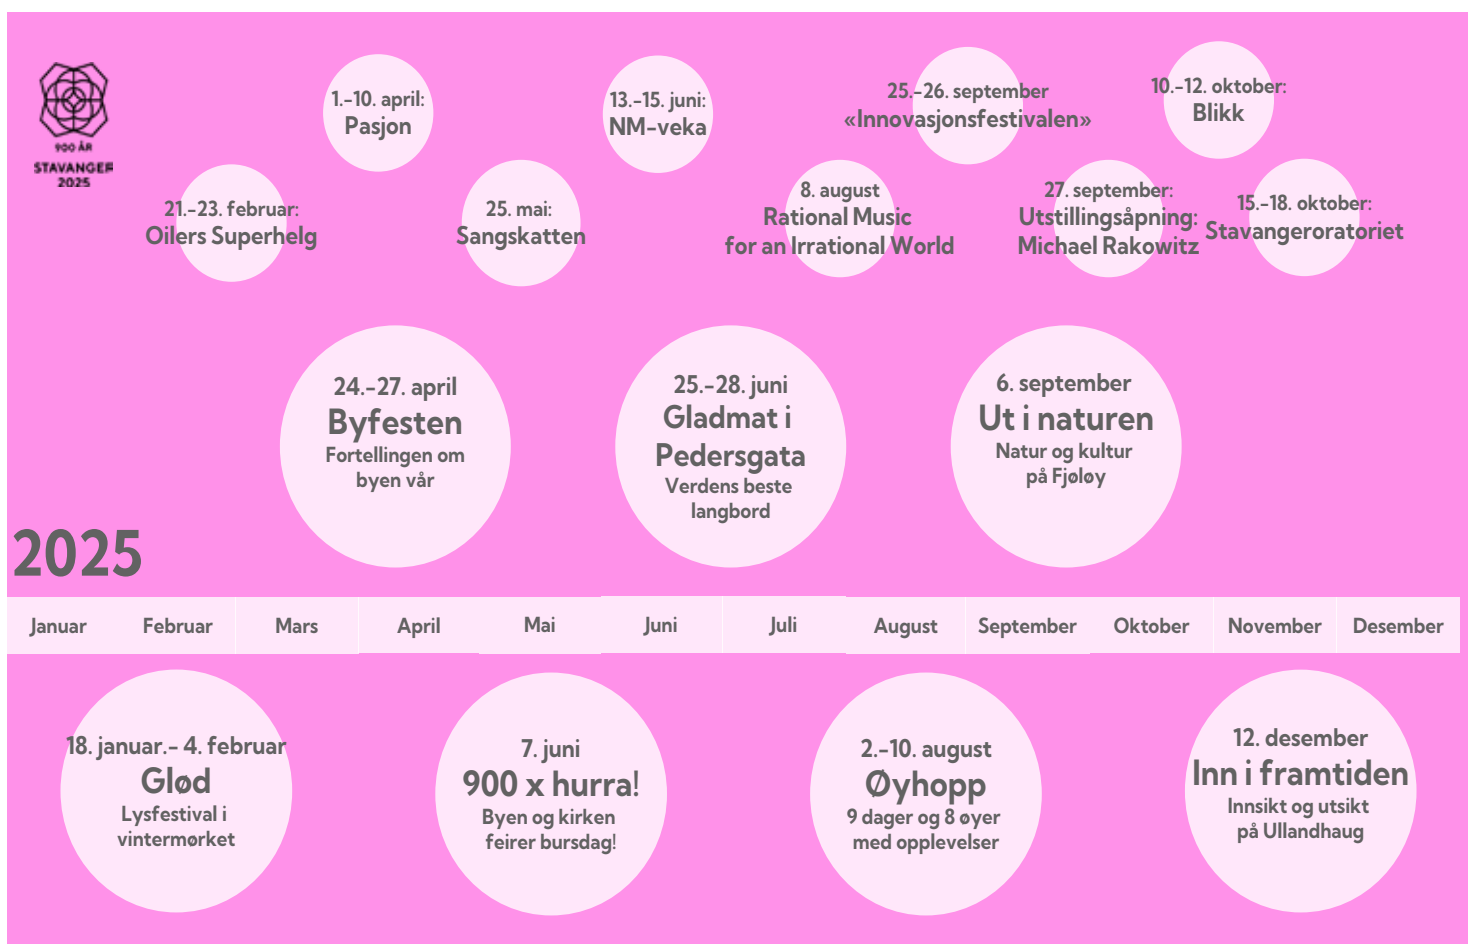 900 ÅR
STAVANGER
2025
1.-10. april:
Pasjon
13.-15. juni:
NM-veka
25.-26. september
«Innovasjonsfestivalen»
10.-12. oktober:
Blikk
21.-23. februar:
Oilers Superhelg
25. mai:
Sangskatten
8. august
Rational Music
for an Irrational World
27. september:
Utstillingsåpning:
Michael Rakowitz
15.-18. oktober:
Stavangeroratoriet
24.-27. april
Byfesten
Fortellingen om
byen vår
25.-28. juni
Gladmat i
Pedersgata
Verdens beste
langbord
6. september
Ut i naturen
Natur og kultur
på Fjøløy
2025
Januar
Februar
Mars
April
Mai
Juni
Juli
August
September
Oktober
November
Desember
18. januar.- 4. februar
Glød
Lysfestival i
vintermørket
7. juni
900 x hurra!
Byen og kirken
feirer bursdag!
2.-10. august
Øyhopp
9 dager og 8 øyer
med opplevelser
12. desember
Inn i framtiden
Innsikt og utsikt
på Ullandhaug